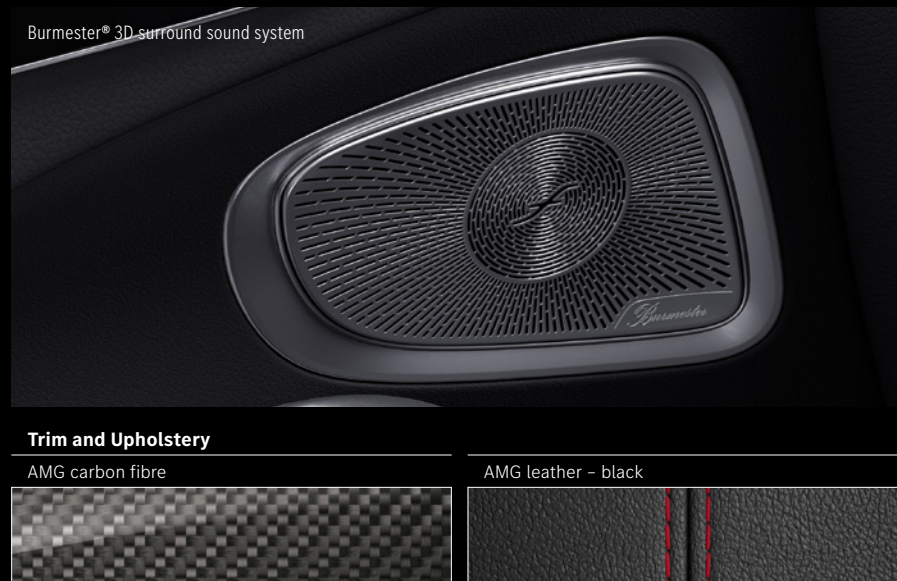 Burmester® 3D surround sound system
Burmester
Trim and Upholstery
AMG carbon fibre
AMG leather – black